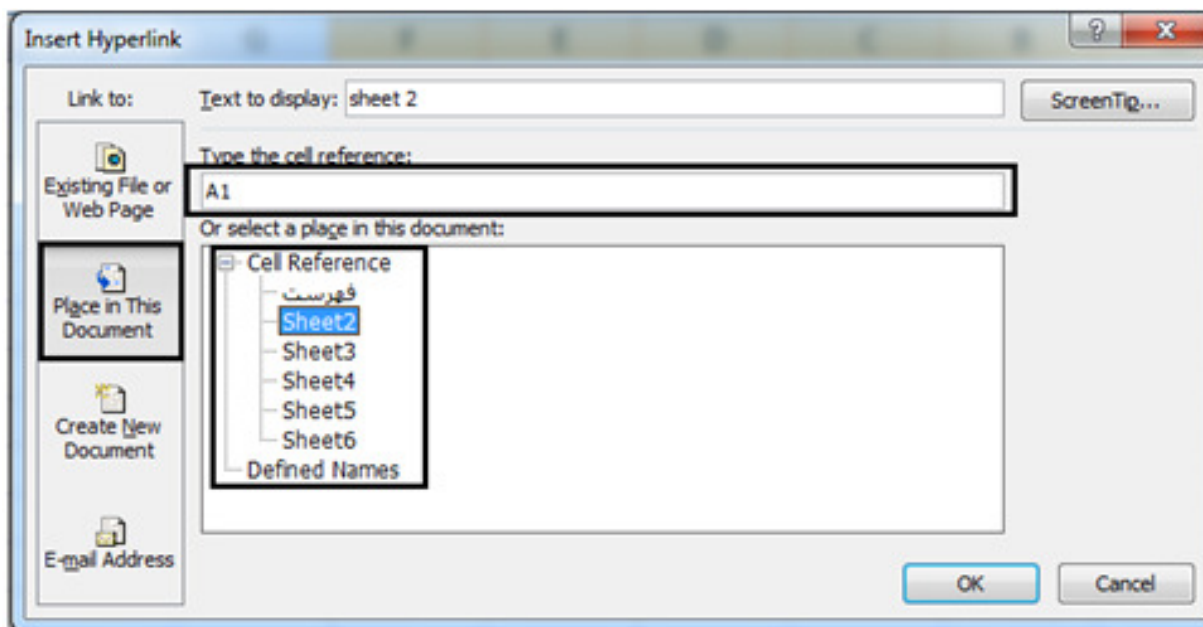 Insert Hyperlink
G F E D C B
Link to:
Text to display: sheet 2
ScreenTip...
Existing File or
Web Page
Type the cell reference:
A1
Or select a place in this document:
Place in This
Document
Cell Reference
فهرست
Sheet2
Sheet3
Sheet4
Sheet5
Sheet6
Defined Names
Create New
Document
E-mail Address
OK
Cancel